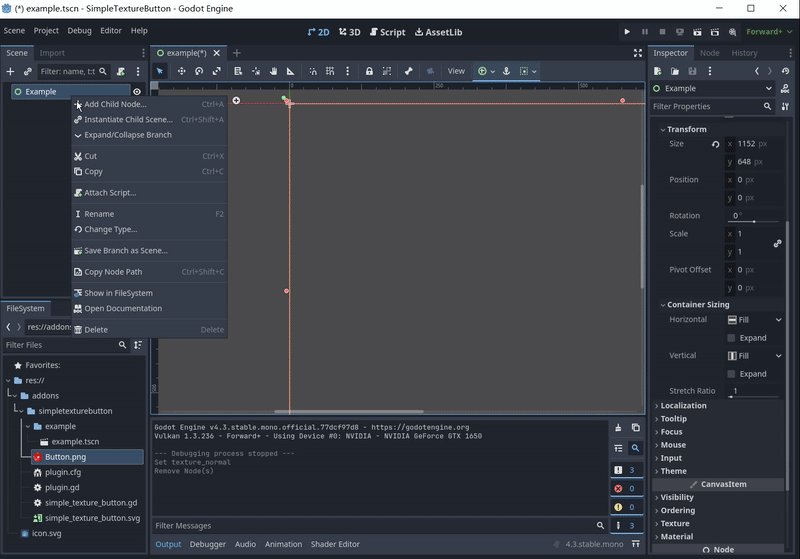 (*) example.tscn - SimpleTextureButton - Godot Engine
Scene Project Debug Editor Help
2D 3D Script AssetLib
Forward+
Scene Import
example(*)
Inspector Node History
Filter: name, t:t
View
Example
Example
Filter Properties
0 250 500
Add Child Node... Ctrl+A
Instantiate Child Scene... Ctrl+Shift+A
Expand/Collapse Branch
Cut Ctrl+X
Copy Ctrl+C
Attach Script...
Rename F2
Change Type...
Save Branch as Scene...
Copy Node Path Ctrl+Shift+C
Show in FileSystem
Open Documentation
Delete Delete
Transform
Size x 1152 px
y 648 px
Position x 0 px
y 0 px
Rotation 0°
Scale x 1
y 1
Pivot Offset x 0 px
y 0 px
Container Sizing
Horizontal Fill
Expand
Vertical Fill
Expand
Stretch Ratio 1
Localization
Tooltip
Focus
Mouse
Input
Theme
CanvasItem
Visibility
Ordering
Texture
Material
Node
FileSystem
res://addons
Filter Files
Favorites:
res://
addons
simpletexturebutton
example
example.tscn
Button.png
plugin.cfg
plugin.gd
simple_texture_button.gd
simple_texture_button.svg
icon.svg
Godot Engine v4.3.stable.mono.official.77dcf97d8 - https://godotengine.org
Vulkan 1.3.236 - Forward+ - Using Device #0: NVIDIA - NVIDIA GeForce GTX 1650
--- Debugging process stopped ---
Set texture_normal
Remove Node(s)
3
0
0
3
Filter Messages
Output Debugger Audio Animation Shader Editor
4.3.stable.mono